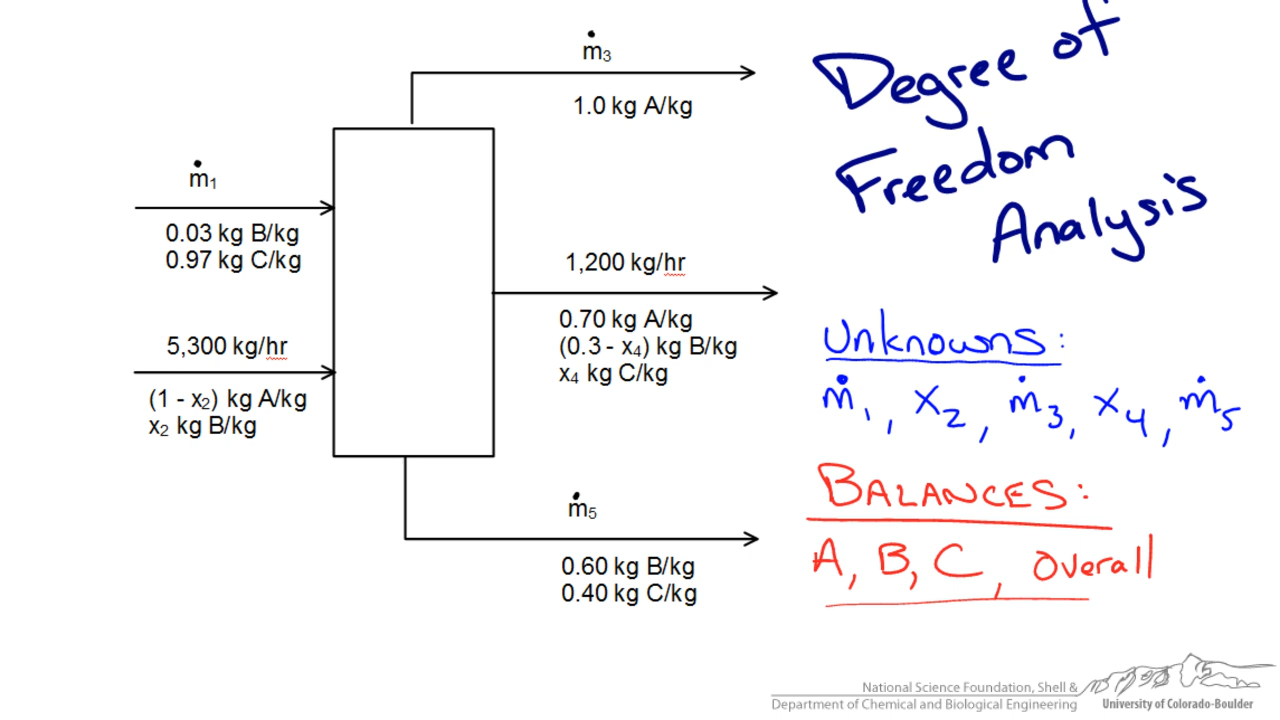 ṁ3
1.0 kg A/kg
ṁ1
0.03 kg B/kg
0.97 kg C/kg
5,300 kg/hr
(1 - x2) kg A/kg
x2 kg B/kg
1,200 kg/hr
0.70 kg A/kg
(0.3 - x4) kg B/kg
x4 kg C/kg
ṁ5
0.60 kg B/kg
0.40 kg C/kg
Degree of
Freedom
Analysis
Unknowns:
ṁ1, x2, ṁ3, x4, ṁ5
BALANCES:
A, B, C, Overall
National Science Foundation, Shell &
Department of Chemical and Biological Engineering
University of Colorado-Boulder